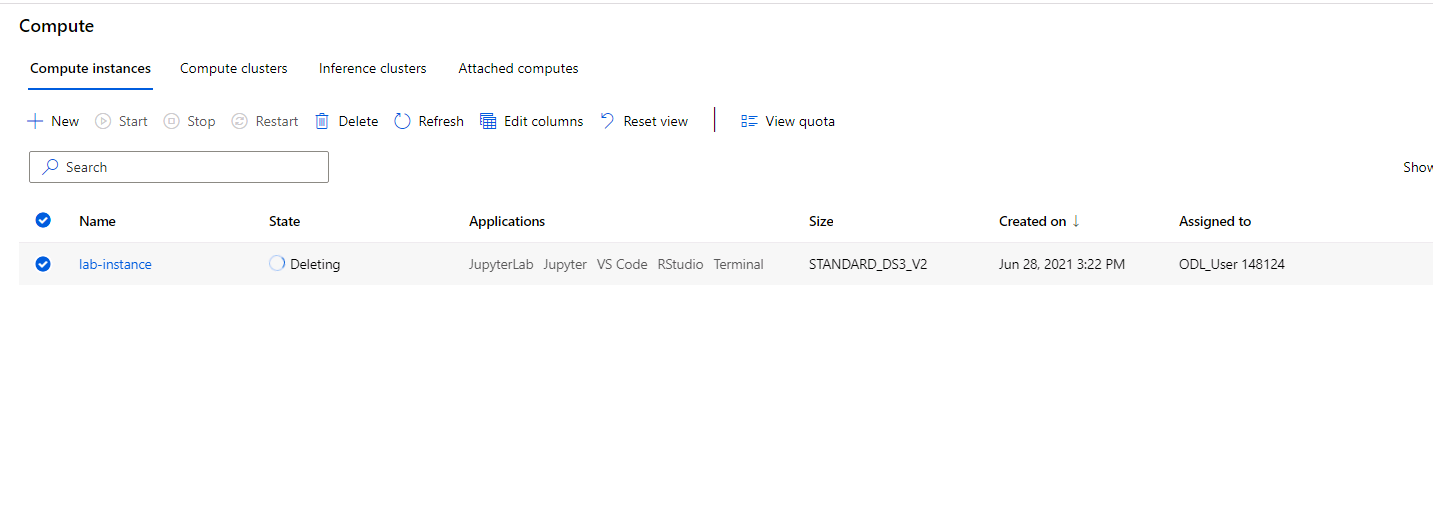 Compute
Compute instances Compute clusters Inference clusters Attached computes
New Start Stop Restart Delete Refresh Edit columns Reset view View quota
Search Show
Name State Applications Size Created on ↓ Assigned to
lab-instance Deleting JupyterLab Jupyter VS Code RStudio Terminal STANDARD_DS3_V2 Jun 28, 2021 3:22 PM ODL_User 148124